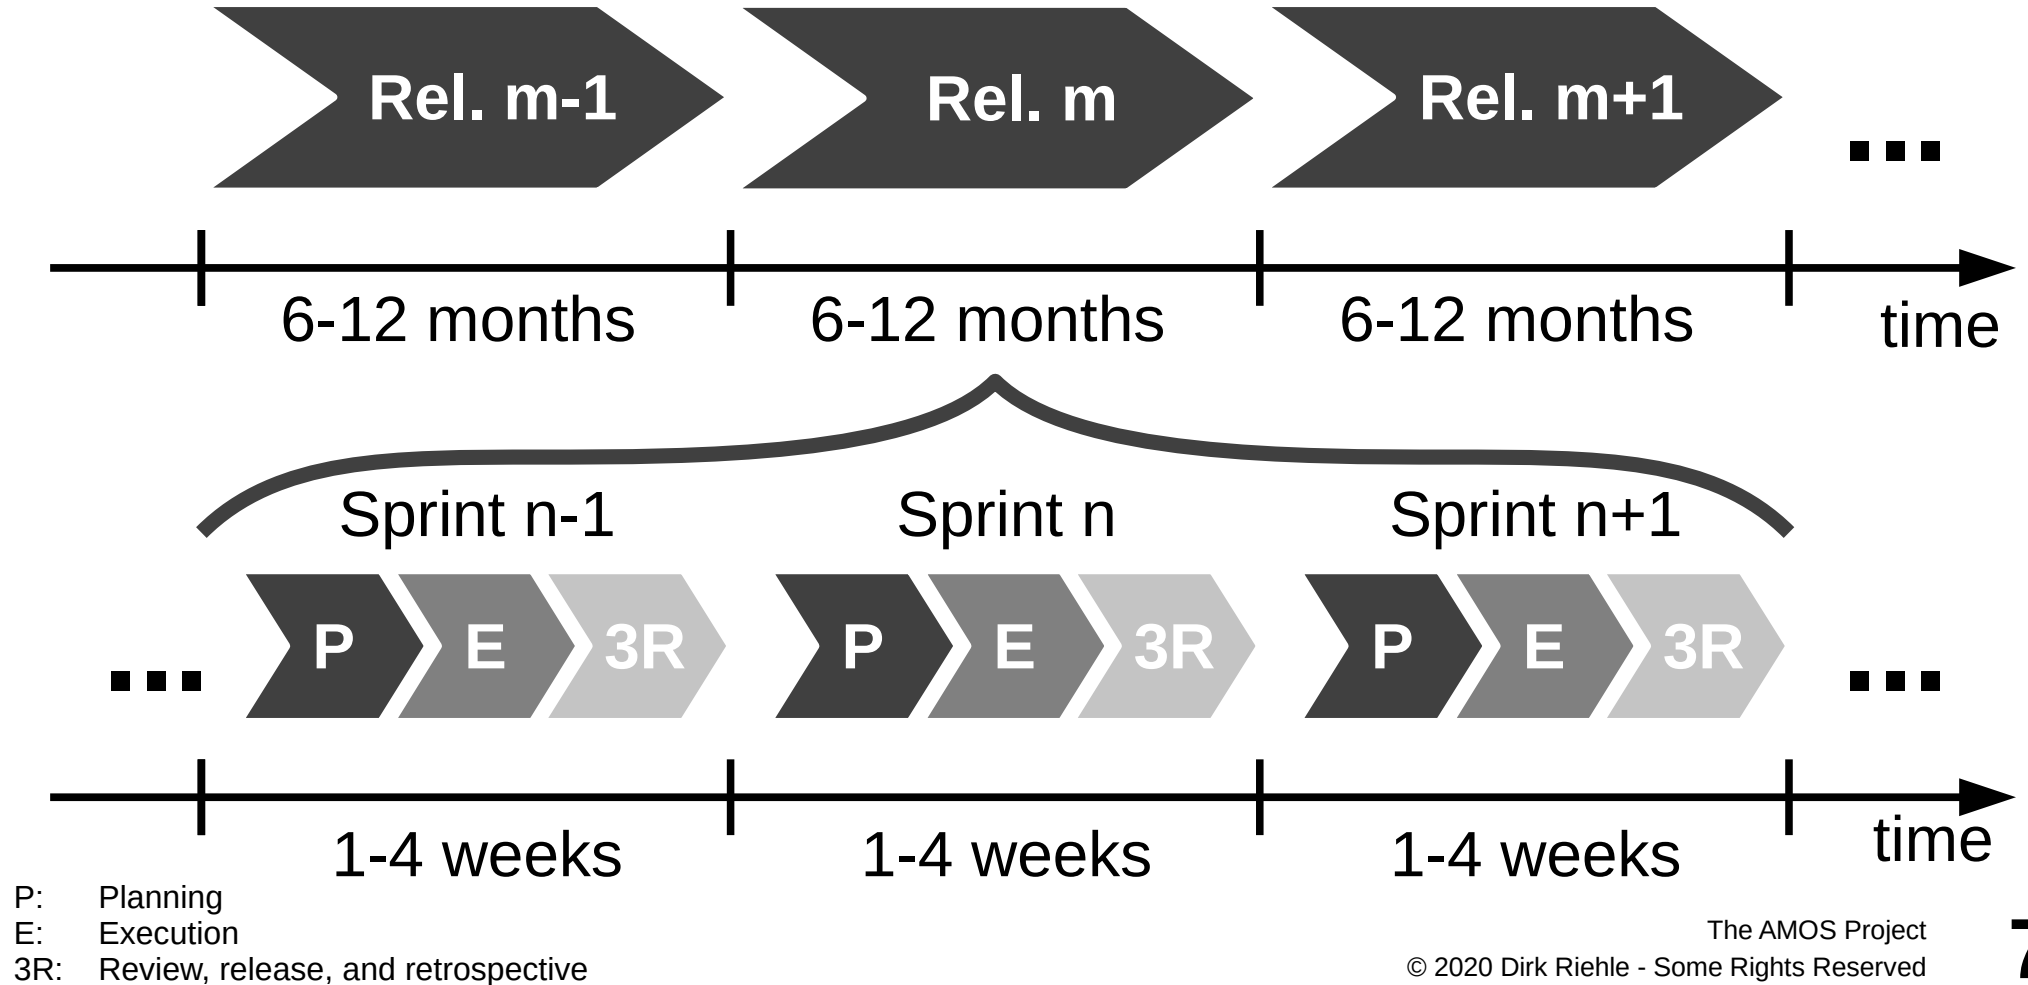 Rel. m-1 Rel. m Rel. m+1
...
6-12 months 6-12 months 6-12 months time
Sprint n-1 Sprint n Sprint n+1
P E 3R P E 3R P E 3R
... ...
1-4 weeks 1-4 weeks 1-4 weeks time
P: Planning
E: Execution
3R: Review, release, and retrospective
The AMOS Project
© 2020 Dirk Riehle - Some Rights Reserved